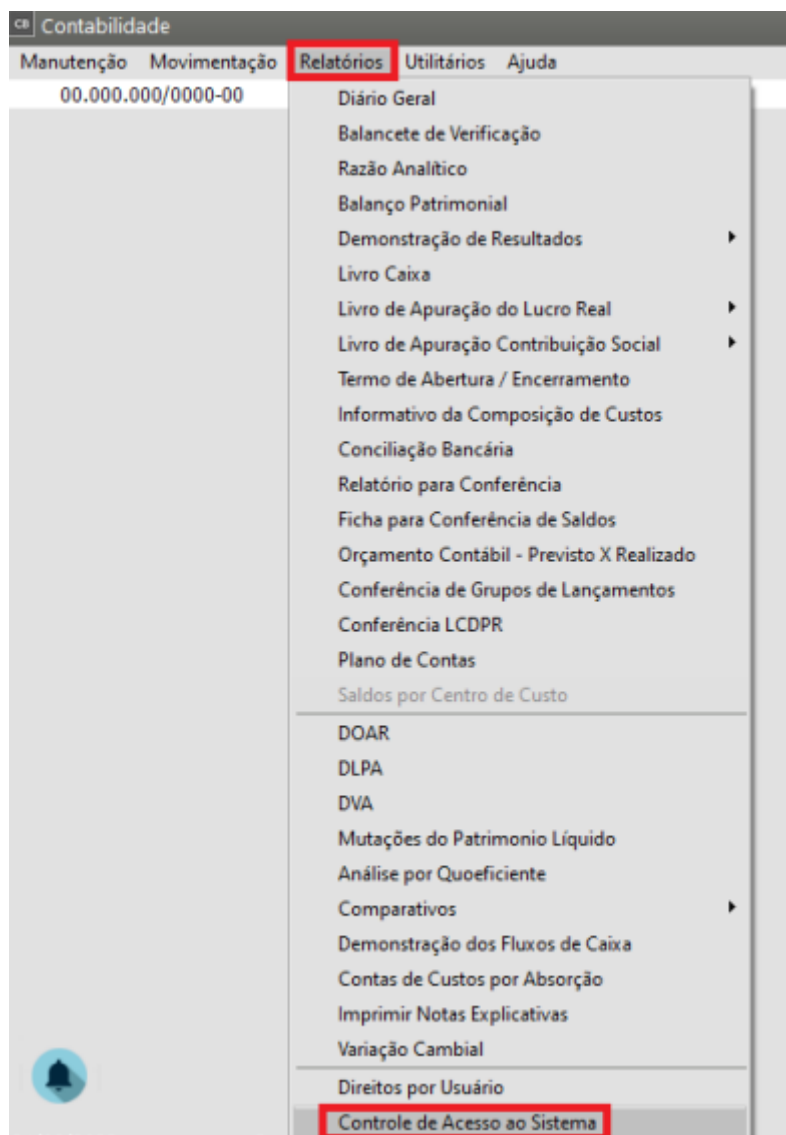 CB Contabilidade
Manutenção Movimentação Relatórios Utilitários Ajuda
00.000.000/0000-00
Diário Geral
Balancete de Verificação
Razão Analítico
Balanço Patrimonial
Demonstração de Resultados
Livro Caixa
Livro de Apuração do Lucro Real
Livro de Apuração Contribuição Social
Termo de Abertura / Encerramento
Informativo da Composição de Custos
Conciliação Bancária
Relatório para Conferência
Ficha para Conferência de Saldos
Orçamento Contábil - Previsto X Realizado
Conferência de Grupos de Lançamentos
Conferência LCDPR
Plano de Contas
Saldos por Centro de Custo
DOAR
DLPA
DVA
Mutações do Patrimonio Líquido
Análise por Quoeficiente
Comparativos
Demonstração dos Fluxos de Caixa
Contas de Custos por Absorção
Imprimir Notas Explicativas
Variação Cambial
Direitos por Usuário
Controle de Acesso ao Sistema